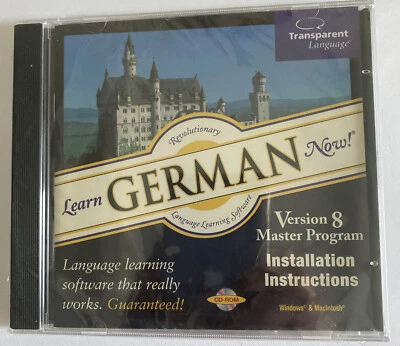 Transparent
Language®
Revolutionary
Learn GERMAN Now!®
Language Learning Software
Version 8
Master Program
Installation
Instructions
Language learning
software that really
works. Guaranteed!
CD-ROM
Windows® & Macintosh®